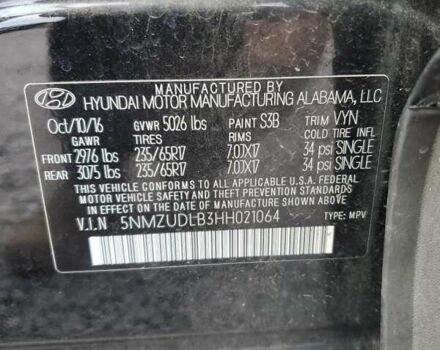 MANUFACTURED BY
HYUNDAI MOTOR MANUFACTURING ALABAMA, LLC
Oct/10/16 GVWR 5026 lbs PAINT S3B TRIM VYN
GAWR TIRES RIMS COLD TIRE INFL.
FRONT 2976 lbs 235/65R17 7.0JX17 34 psi SINGLE
REAR 3075 lbs 235/65R17 7.0JX17 34 psi SINGLE
THIS VEHICLE CONFORMS TO ALL APPLICABLE U.S.A. FEDERAL
MOTOR VEHICLE SAFETY AND THEFT PREVENTION STANDARDS
IN EFFECT ON THE DATE OF MANUFACTURE SHOWN ABOVE.
V.I.N 5NMZUDLB3HH021064 TYPE: MPV